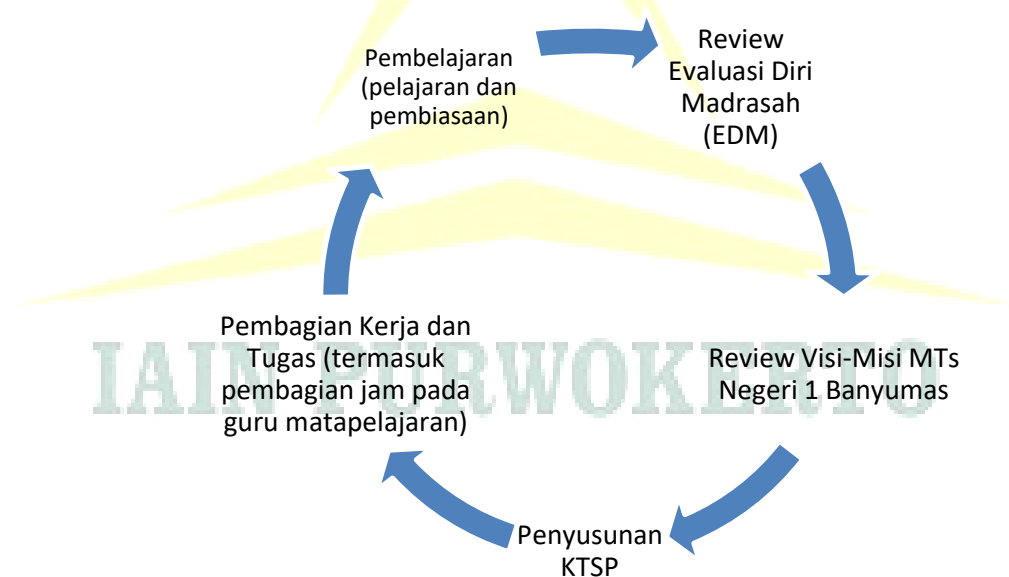 Pembelajaran
(pelajaran dan
pembiasaan)
Review
Evaluasi Diri
Madrasah
(EDM)
Review Visi-Misi MTs
Negeri 1 Banyumas
Penyusunan
KTSP
Pembagian Kerja dan
Tugas (termasuk
pembagian jam pada
guru matapelajaran)
IAIN PURWOKERTO